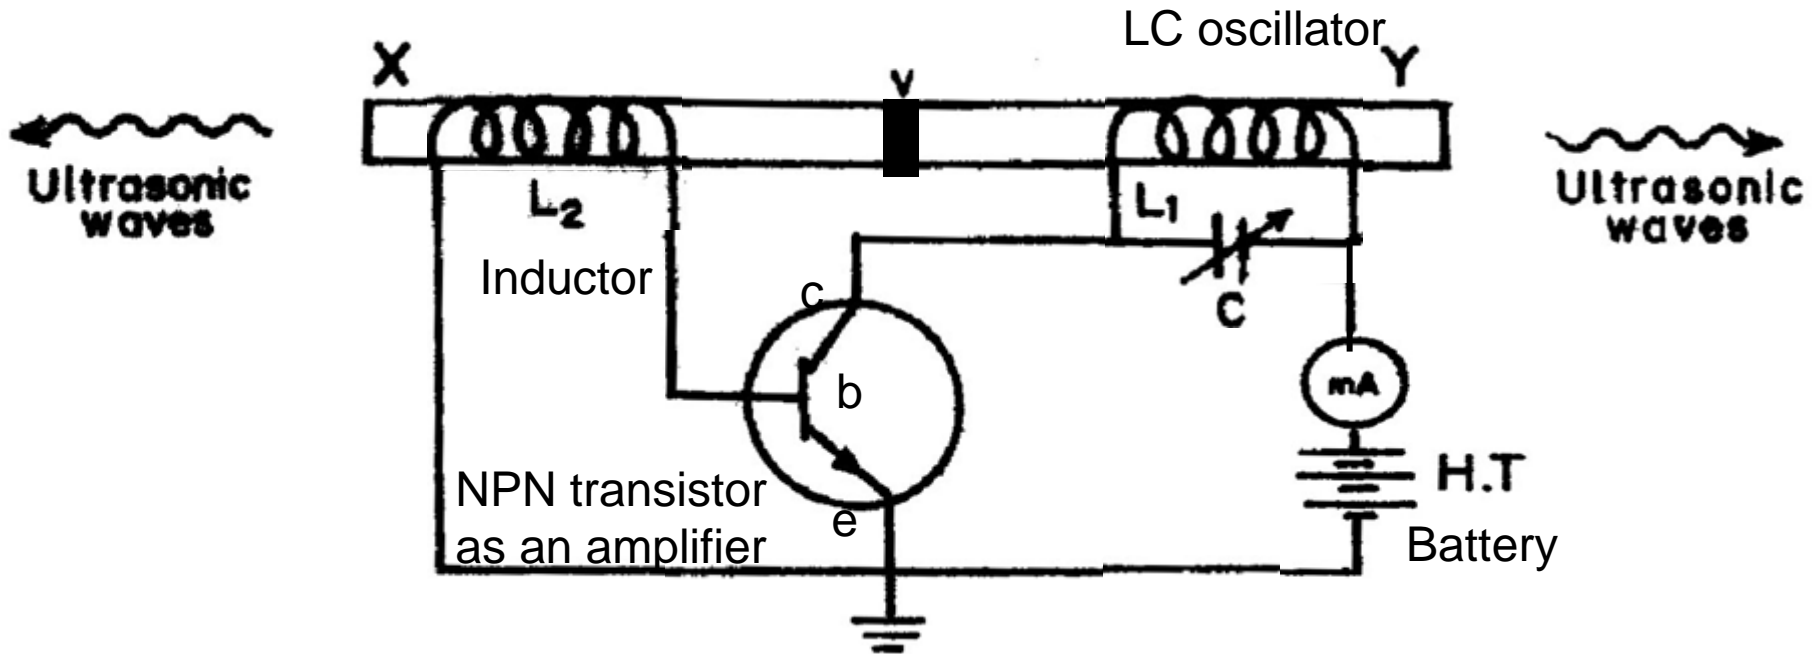 LC oscillator
X
V
Y
Ultrasonic
waves
L2
L1
Ultrasonic
waves
Inductor
c
C
b
mA
NPN transistor
as an amplifier
e
H.T
Battery